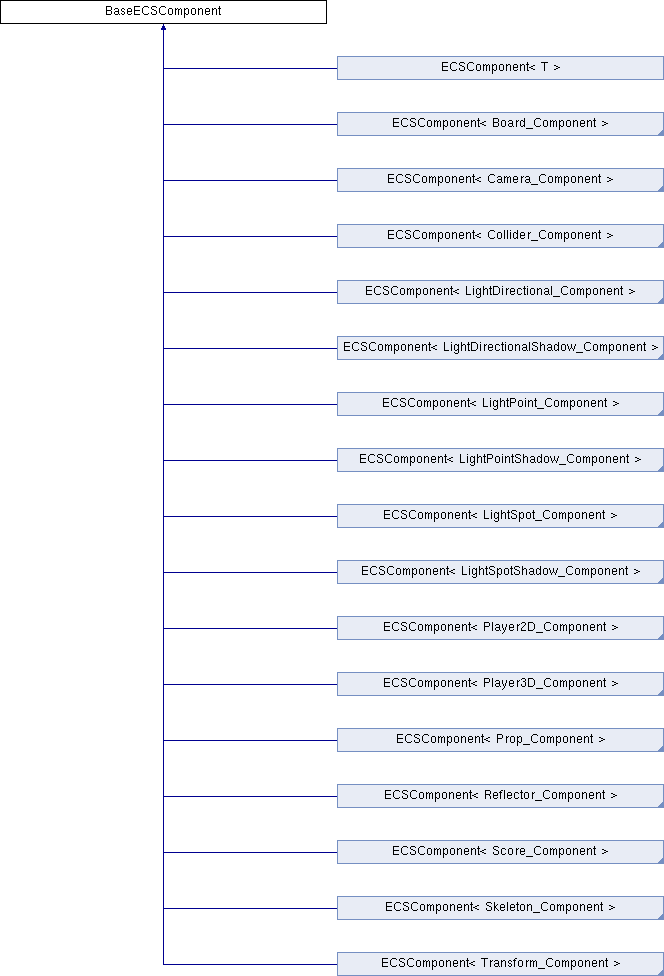 BaseECSComponent
ECSComponent< T >
ECSComponent< Board_Component >
ECSComponent< Camera_Component >
ECSComponent< Collider_Component >
ECSComponent< LightDirectional_Component >
ECSComponent< LightDirectionalShadow_Component >
ECSComponent< LightPoint_Component >
ECSComponent< LightPointShadow_Component >
ECSComponent< LightSpot_Component >
ECSComponent< LightSpotShadow_Component >
ECSComponent< Player2D_Component >
ECSComponent< Player3D_Component >
ECSComponent< Prop_Component >
ECSComponent< Reflector_Component >
ECSComponent< Score_Component >
ECSComponent< Skeleton_Component >
ECSComponent< Transform_Component >